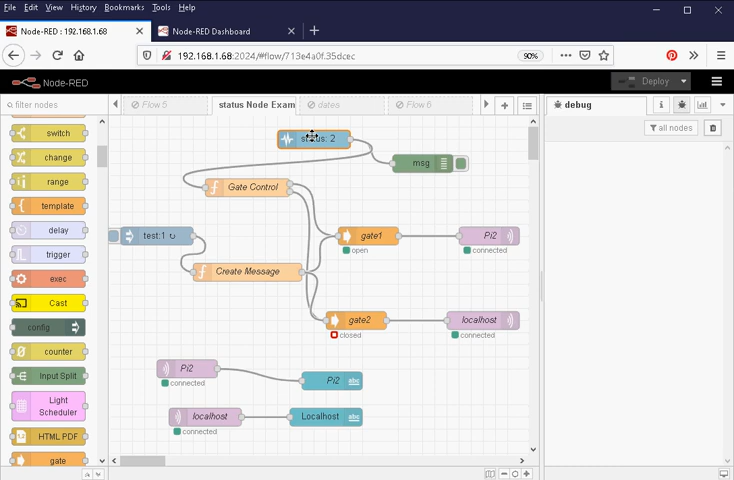 File Edit View History Bookmarks Tools Help
Node-RED : 192.168.1.68
Node-RED Dashboard
192.168.1.68:2024/#flow/713e4a0f.35dcec
90%
Node-RED
Deploy
filter nodes
Flow 5
status Node Exam
dates
Flow 6
debug
all nodes
switch
change
range
template
delay
trigger
exec
Cast
config
counter
Input Split
Light
Scheduler
HTML PDF
gate
status: 2
msg
Gate Control
test:1 ↻
gate1
open
Pi2
connected
Create Message
gate2
closed
localhost
connected
Pi2
connected
Pi2
abc
localhost
connected
Localhost
abc